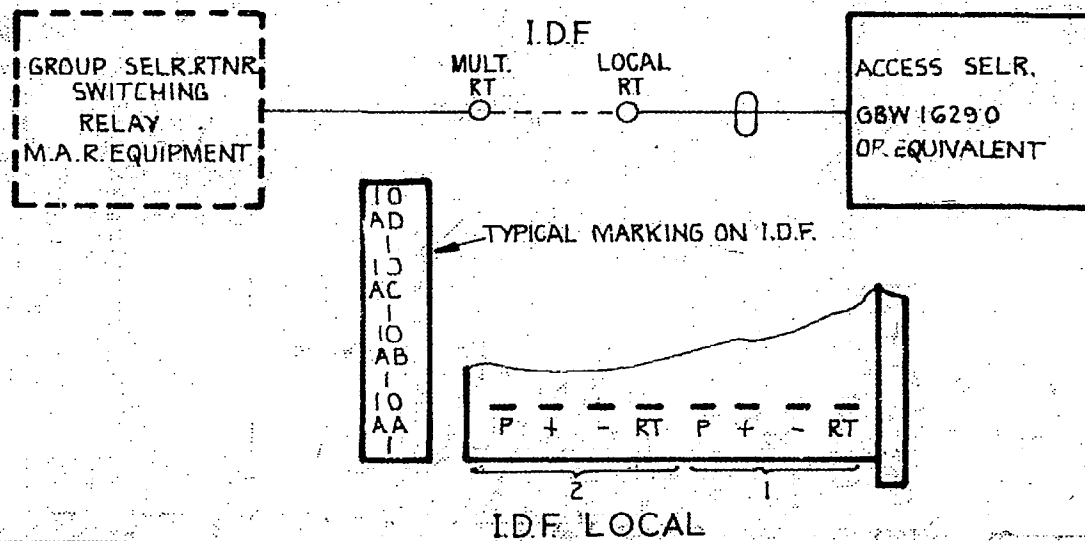 I.D.F
GROUP SELR.RTNR
SWITCHING
RELAY
M.A.R. EQUIPMENT
MULT.
RT
LOCAL
RT
ACCESS SELR.
GBW 16290
OR EQUIVALENT
10
AD
1
10
AC
1
10
AB
1
10
AA
1
TYPICAL MARKING ON I.D.F.
P + - RT P + - RT
2 1
I.D.F. LOCAL